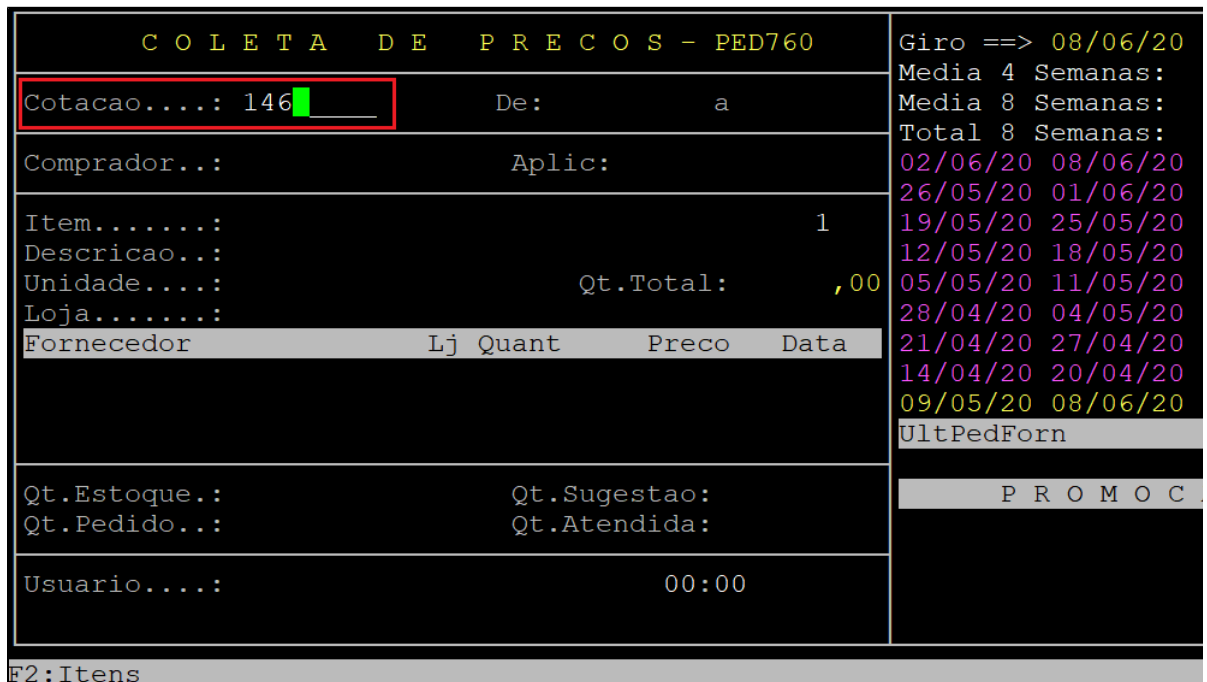 C O L E T A   D E   P R E C O S - PED760
Cotacao....: 146_____ De: a
Comprador..: Aplic:
Item.......: 1
Descricao..:
Unidade....: Qt.Total: ,00
Loja.......:
Fornecedor Lj Quant Preco Data
Qt.Estoque.: Qt.Sugestao:
Qt.Pedido..: Qt.Atendida:
Usuario....: 00:00
Giro ==> 08/06/20
Media 4 Semanas:
Media 8 Semanas:
Total 8 Semanas:
02/06/20 08/06/20
26/05/20 01/06/20
19/05/20 25/05/20
12/05/20 18/05/20
05/05/20 11/05/20
28/04/20 04/05/20
21/04/20 27/04/20
14/04/20 20/04/20
09/05/20 08/06/20
UltPedForn
P R O M O C
F2:Itens